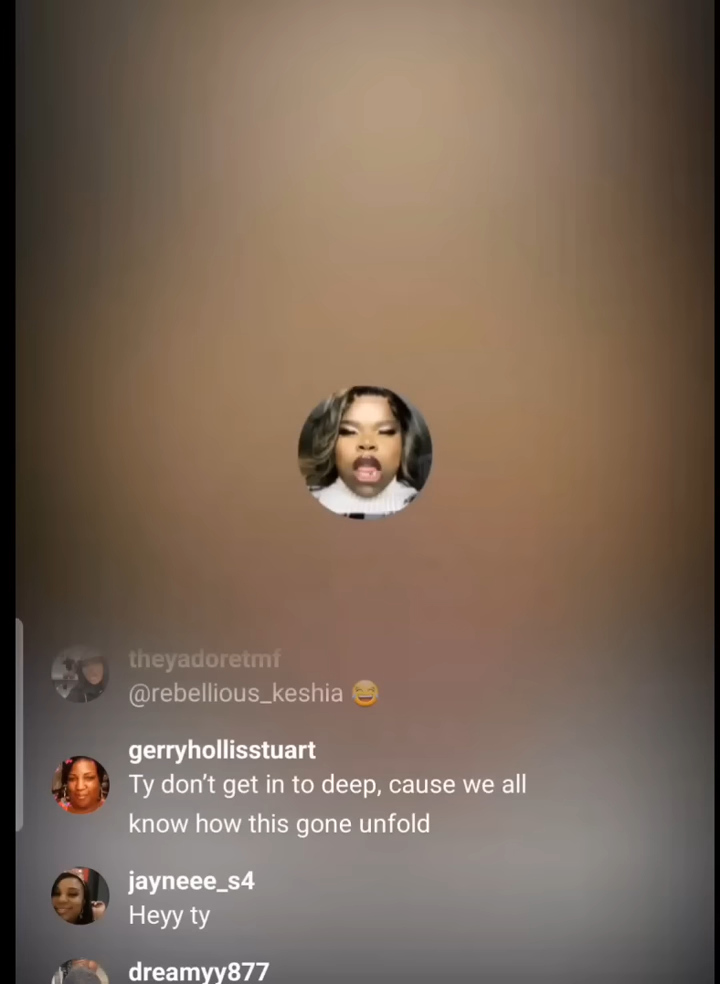 theyadoretmf
@rebellious_keshia 😂
gerryhollisstuart
Ty don’t get in to deep, cause we all
know how this gone unfold
jayneee_s4
Heyy ty
dreamyy877